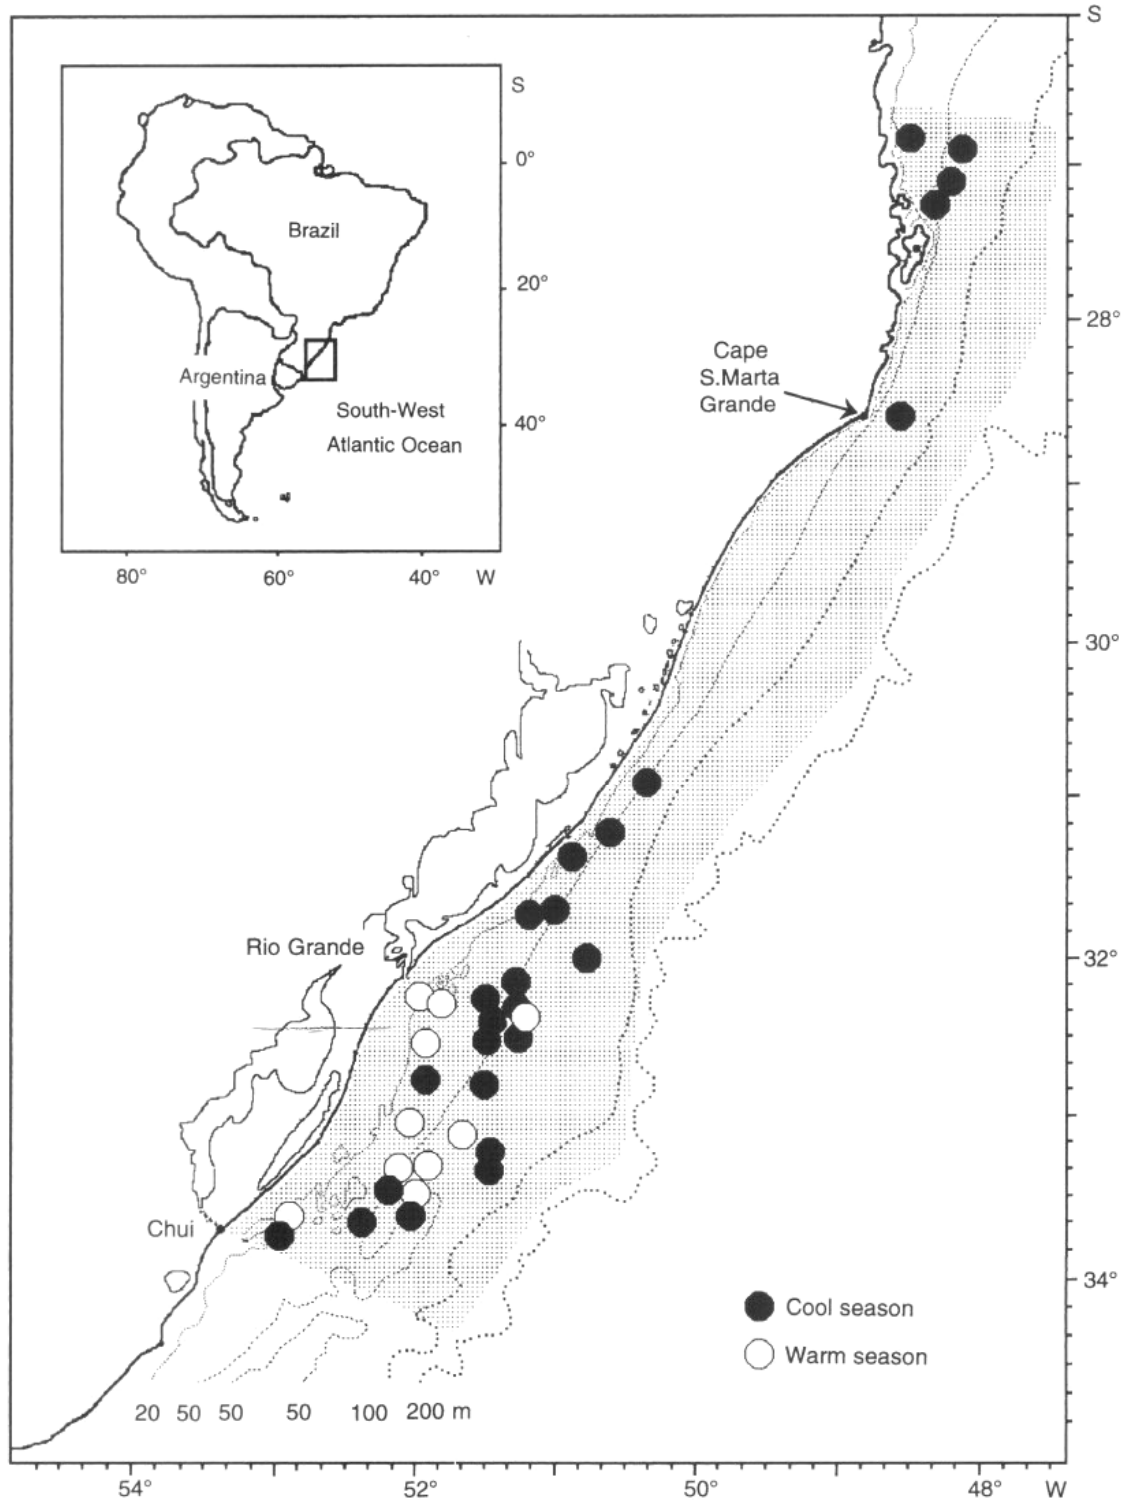 S
S
0°
Brazil
20°
28°
Cape
S.Marta
Grande
Argentina
South-West
Atlantic Ocean
40°
80° 60° 40° W
30°
Rio Grande
32°
Chui
34°
Cool season
Warm season
20 50 50 50 100 200 m
54° 52° 50° 48° W